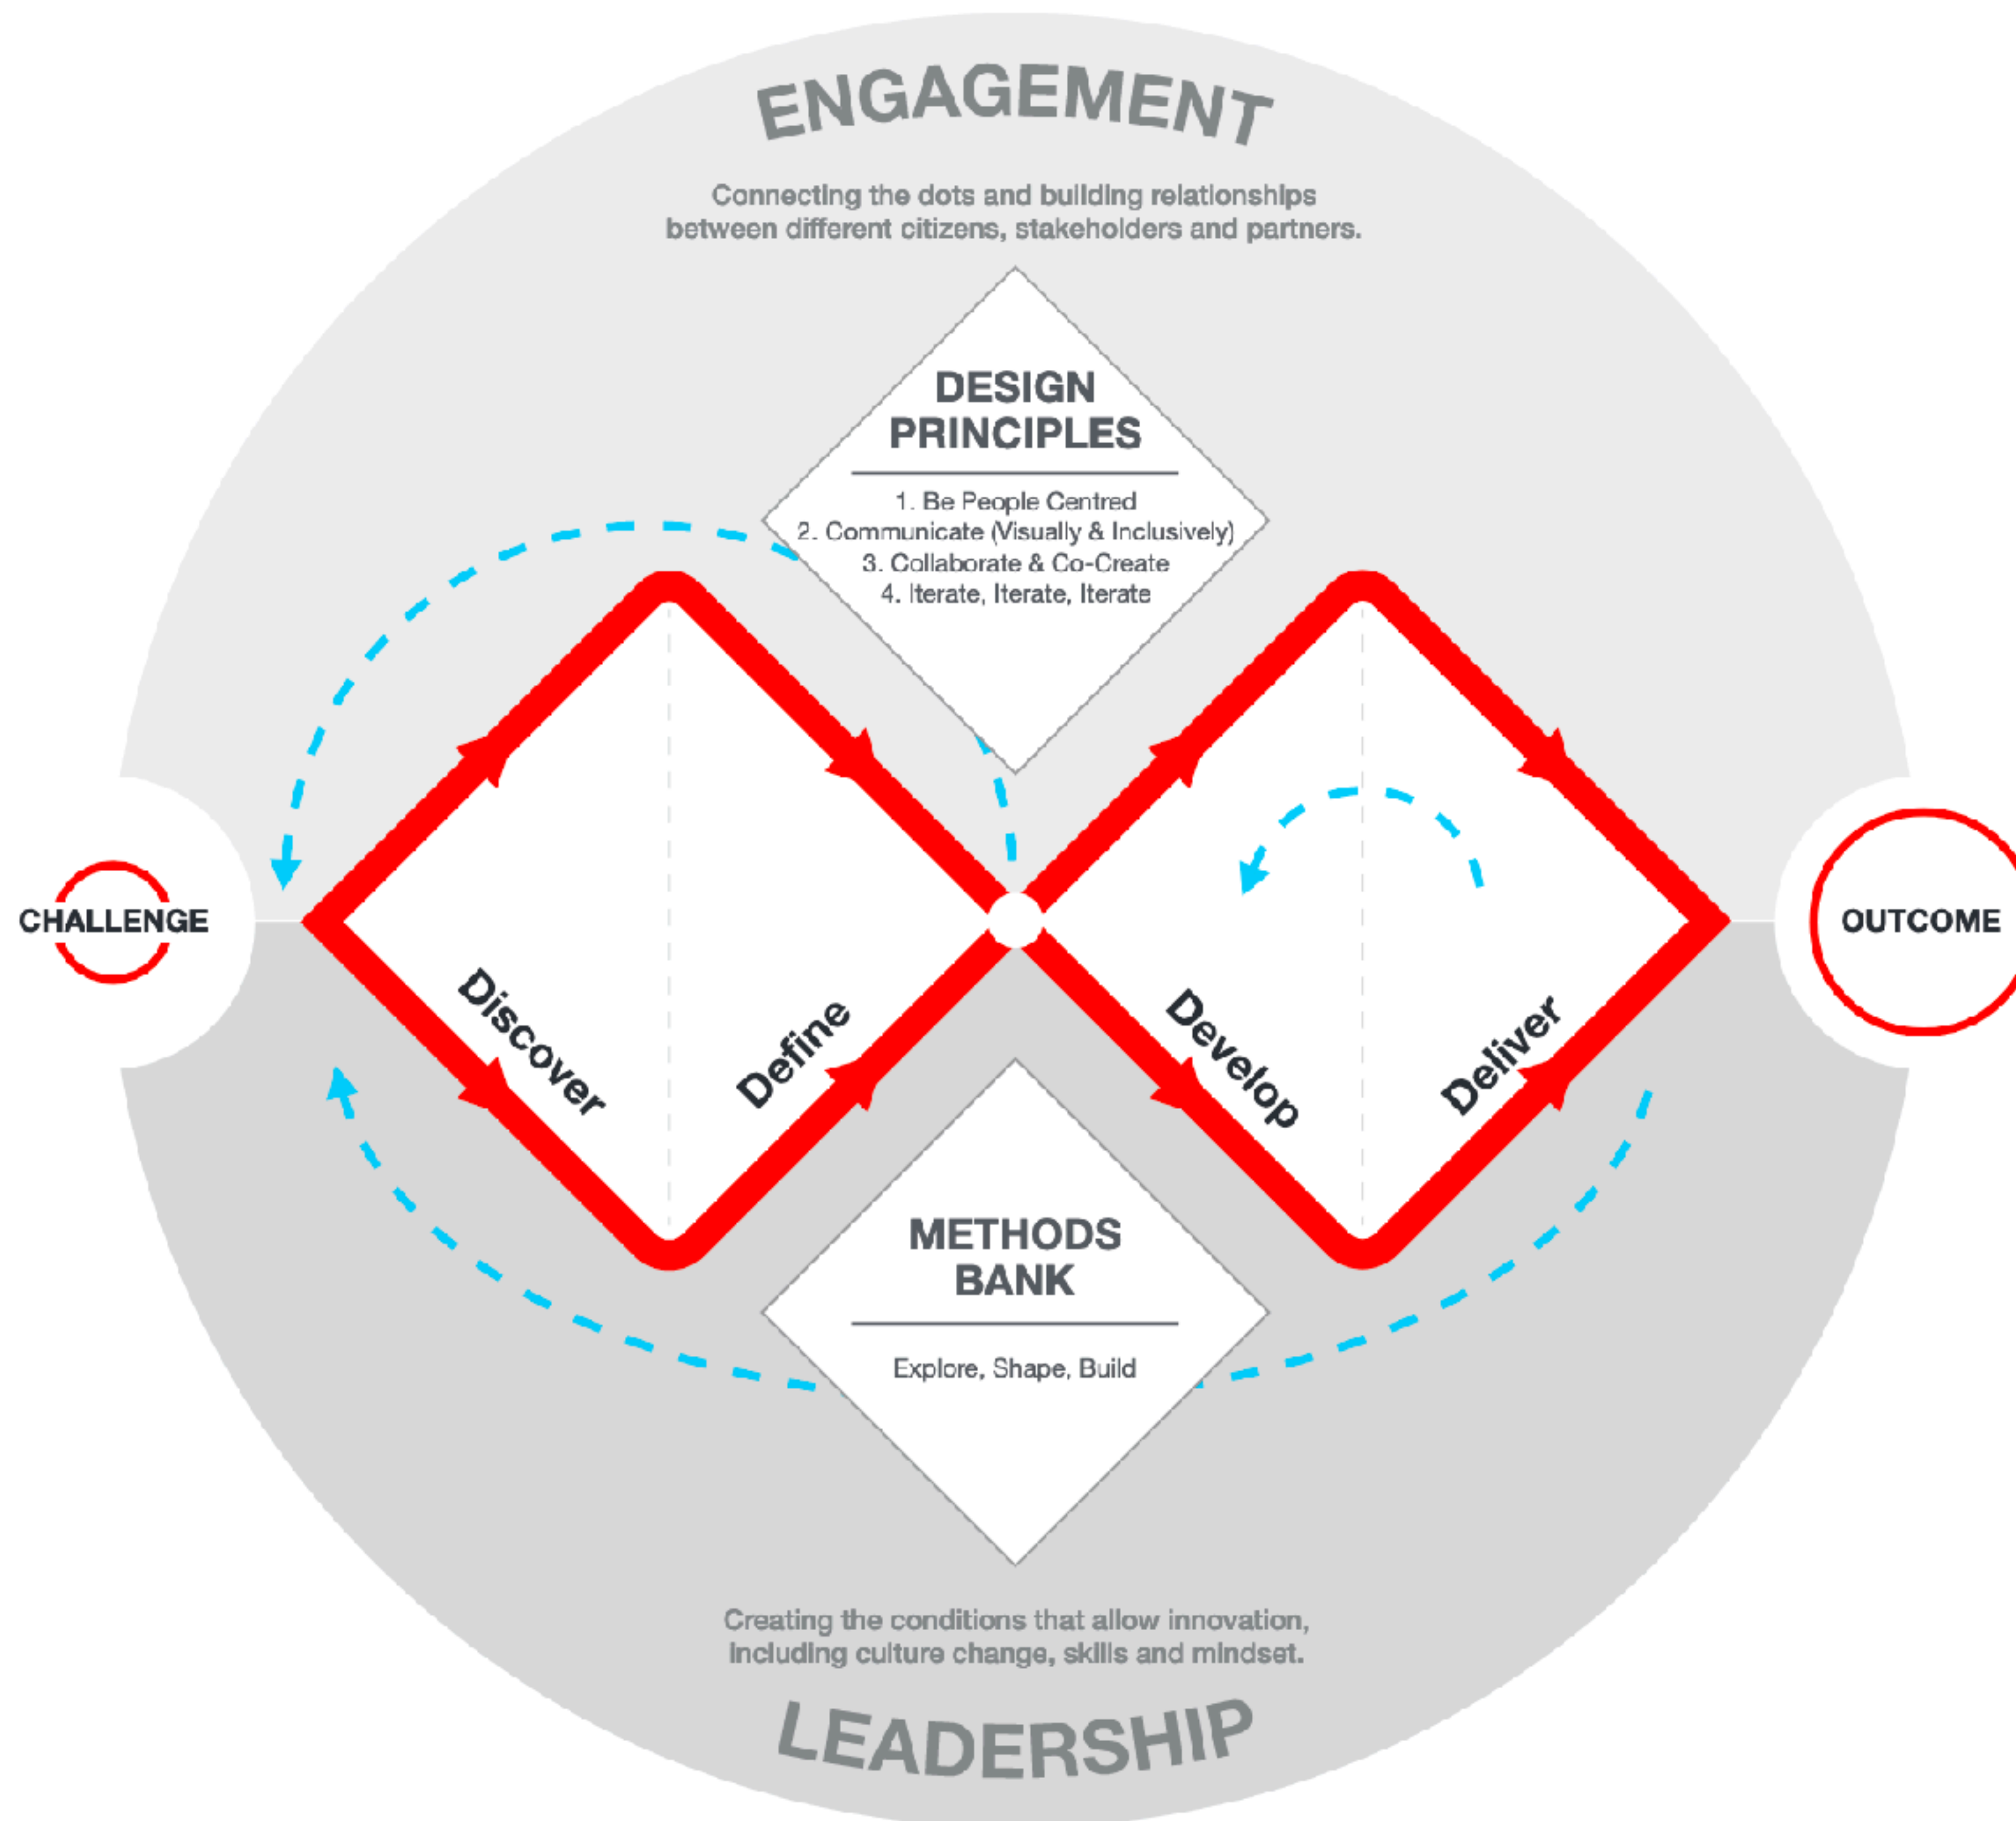 ENGAGEMENT
Connecting the dots and building relationships
between different citizens, stakeholders and partners.
DESIGN
PRINCIPLES
1. Be People Centred
2. Communicate (Visually & Inclusively)
3. Collaborate & Co-Create
4. Iterate, Iterate, Iterate
CHALLENGE
OUTCOME
Discover
Define
Develop
Deliver
METHODS
BANK
Explore, Shape, Build
Creating the conditions that allow innovation,
including culture change, skills and mindset.
LEADERSHIP